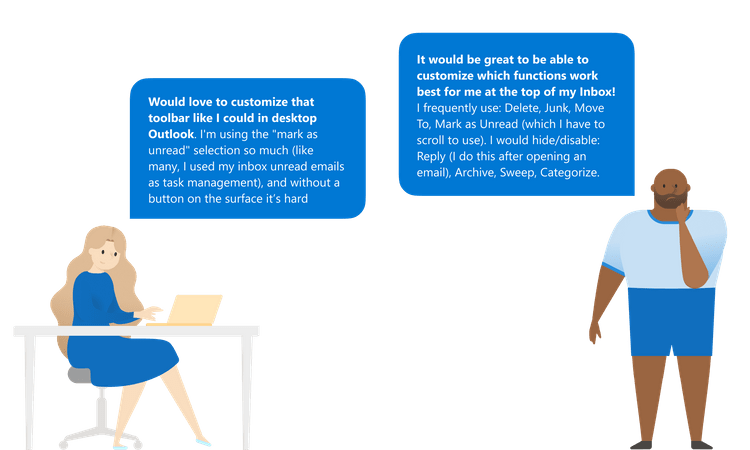 Would love to customize that
toolbar like I could in desktop
Outlook. I'm using the "mark as
unread" selection so much (like
many, I used my inbox unread emails
as task management), and without a
button on the surface it's hard
It would be great to be able to
customize which functions work
best for me at the top of my Inbox!
I frequently use: Delete, Junk, Move
To, Mark as Unread (which I have to
scroll to use). I would hide/disable:
Reply (I do this after opening an
email), Archive, Sweep, Categorize.